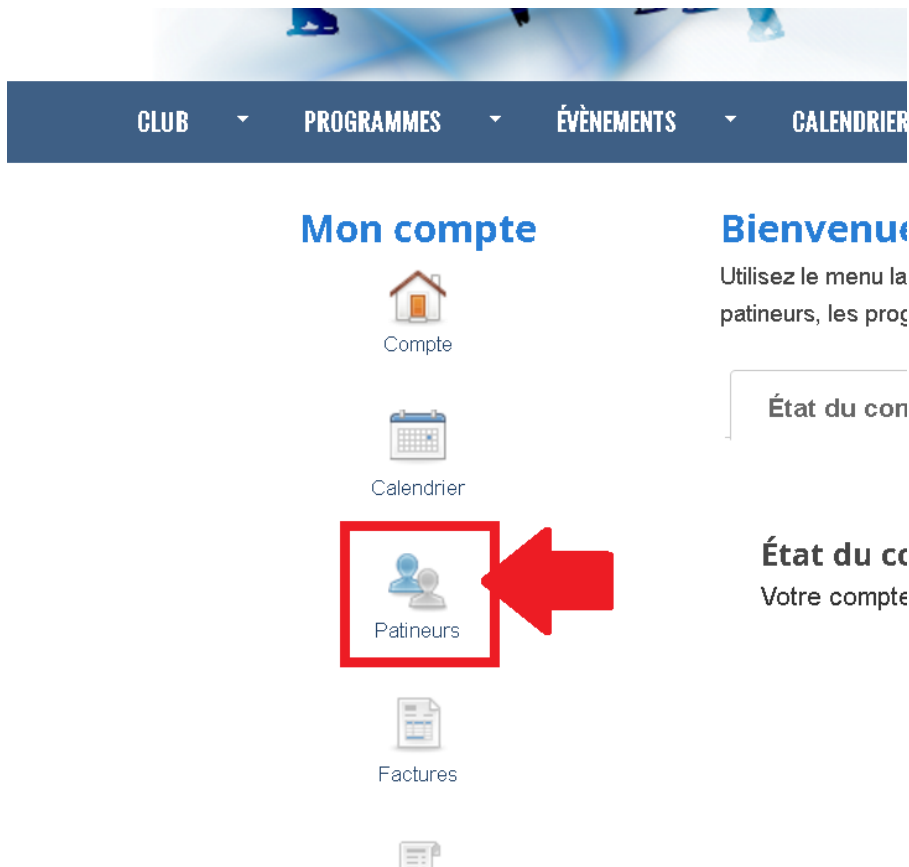 CLUB PROGRAMMES ÉVÈNEMENTS CALENDRIER
Mon compte
Compte
Calendrier
Patineurs
Factures
Bienvenue
Utilisez le menu la
patineurs, les prog
État du com
État du co
Votre compte